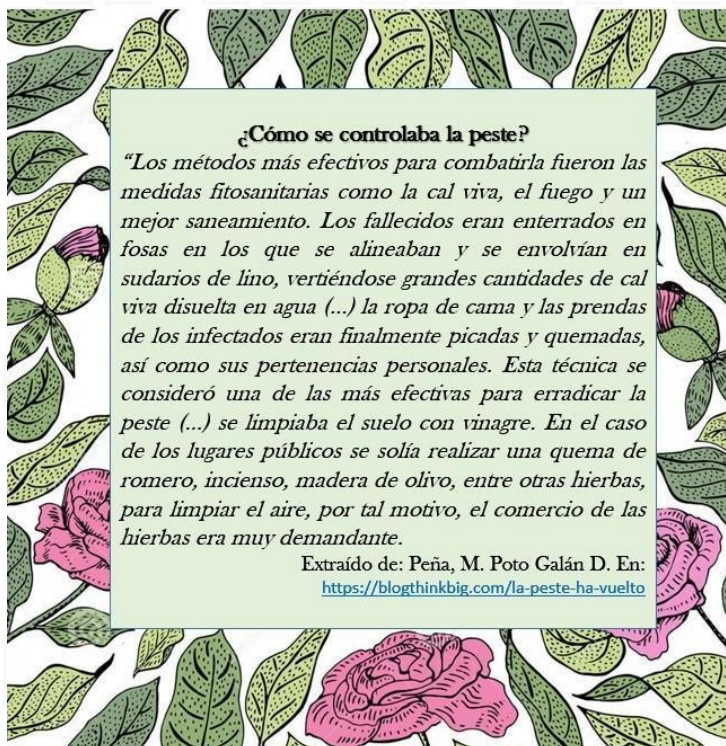 ¿Cómo se controlaba la peste?
“Los métodos más efectivos para combatirla fueron las
medidas fitosanitarias como la cal viva, el fuego y un
mejor saneamiento. Los fallecidos eran enterrados en
fosas en los que se alineaban y se envolvían en
sudarios de lino, vertiéndose grandes cantidades de cal
viva disuelta en agua (...) la ropa de cama y las prendas
de los infectados eran finalmente picadas y quemadas,
así como sus pertenencias personales. Esta técnica se
consideró una de las más efectivas para erradicar la
peste (...) se limpiaba el suelo con vinagre. En el caso
de los lugares públicos se solía realizar una quema de
romero, incienso, madera de olivo, entre otras hierbas,
para limpiar el aire, por tal motivo, el comercio de las
hierbas era muy demandante.
Extraído de: Peña, M. Poto Galán D. En:
https://blogthinkbig.com/la-peste-ha-vuelto